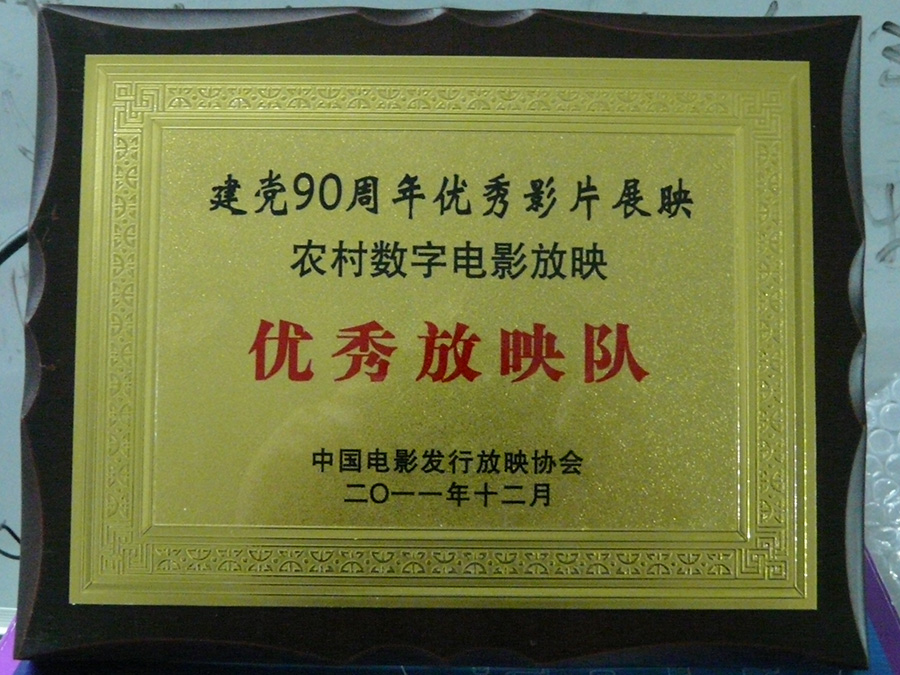 建党90周年优秀影片展映
农村数字电影放映
优秀放映队
中国电影发行放映协会
二〇一一年十二月